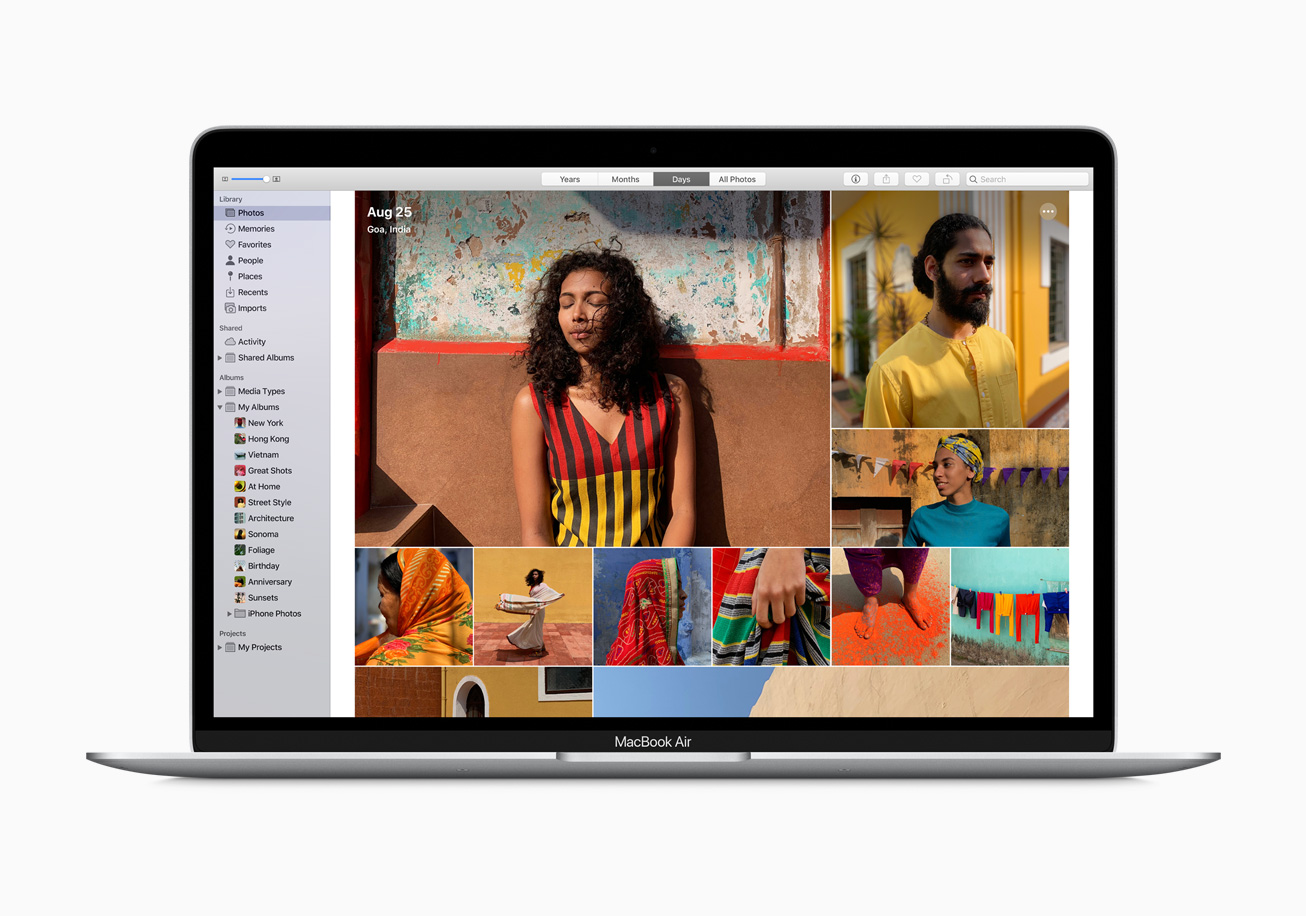 Years Months Days All Photos
Search
Library
Photos
Memories
Favorites
People
Places
Recents
Imports
Shared
Activity
Shared Albums
Albums
Media Types
My Albums
New York
Hong Kong
Vietnam
Great Shots
At Home
Street Style
Architecture
Sonoma
Foliage
Birthday
Anniversary
Sunsets
iPhone Photos
Projects
My Projects
Aug 25
Goa, India
MacBook Air